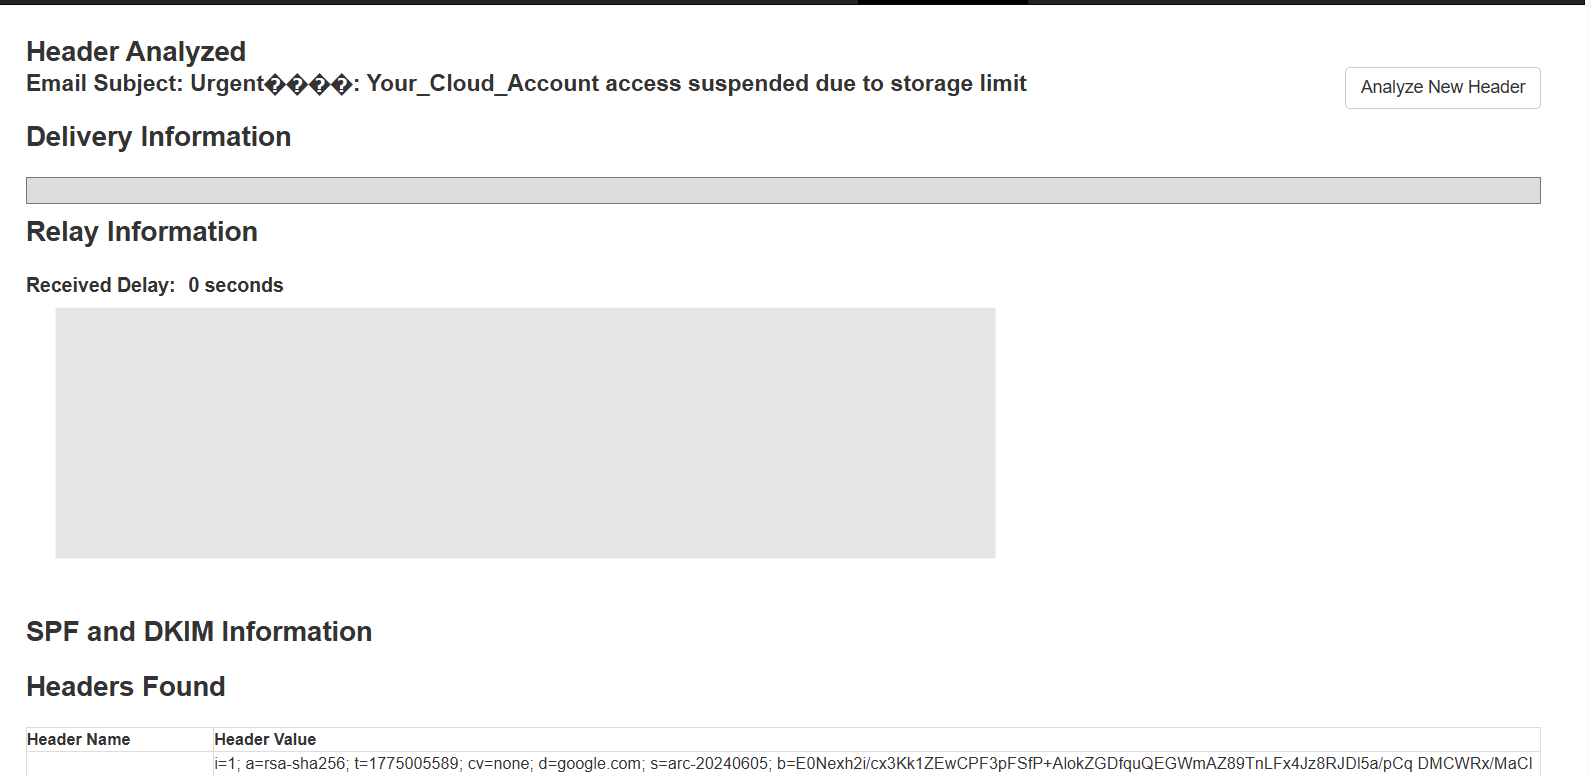 Header Analyzed
Email Subject: Urgent����: Your_Cloud_Account access suspended due to storage limit
Analyze New Header
Delivery Information
Relay Information
Received Delay: 0 seconds
SPF and DKIM Information
Headers Found
Header Name Header Value
i=1; a=rsa-sha256; t=1775005589; cv=none; d=google.com; s=arc-20240605; b=E0Nexh2i/cx3Kk1ZEwCPF3pFSfP+AlokZGDfquQEGWmAZ89TnLFx4Jz8RJDl5a/pCq DMCWRx/MaCl